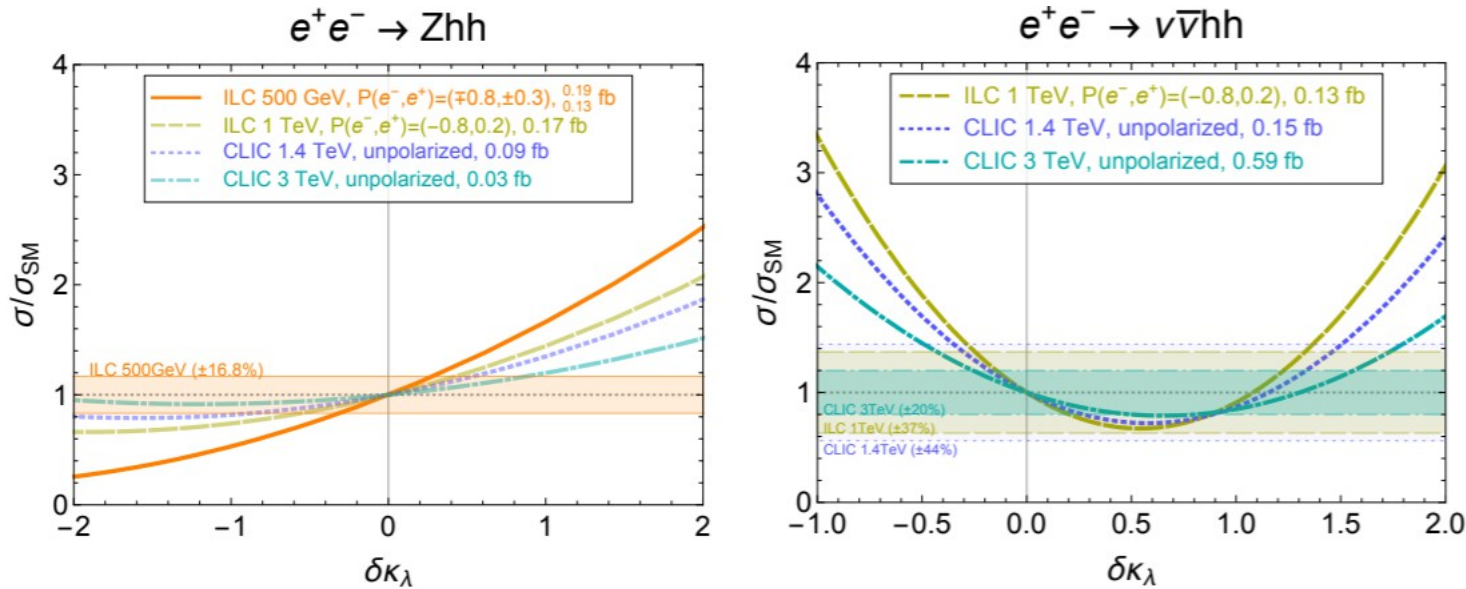 e⁺e⁻ → Zhh
4
3
2
1
0
σ/σSM
ILC 500 GeV, P(e⁻,e⁺)=(∓0.8,±0.3), 0.19 0.13 fb
ILC 1 TeV, P(e⁻,e⁺)=(−0.8,0.2), 0.17 fb
CLIC 1.4 TeV, unpolarized, 0.09 fb
CLIC 3 TeV, unpolarized, 0.03 fb
ILC 500GeV (±16.8%)
−2 −1 0 1 2
δκλ
e⁺e⁻ → νν̄hh
4
3
2
1
0
σ/σSM
ILC 1 TeV, P(e⁻,e⁺)=(−0.8,0.2), 0.13 fb
CLIC 1.4 TeV, unpolarized, 0.15 fb
CLIC 3 TeV, unpolarized, 0.59 fb
CLIC 3TeV (±20%)
ILC 1TeV (±37%)
CLIC 1.4TeV (±44%)
−1.0 −0.5 0.0 0.5 1.0 1.5 2.0
δκλ